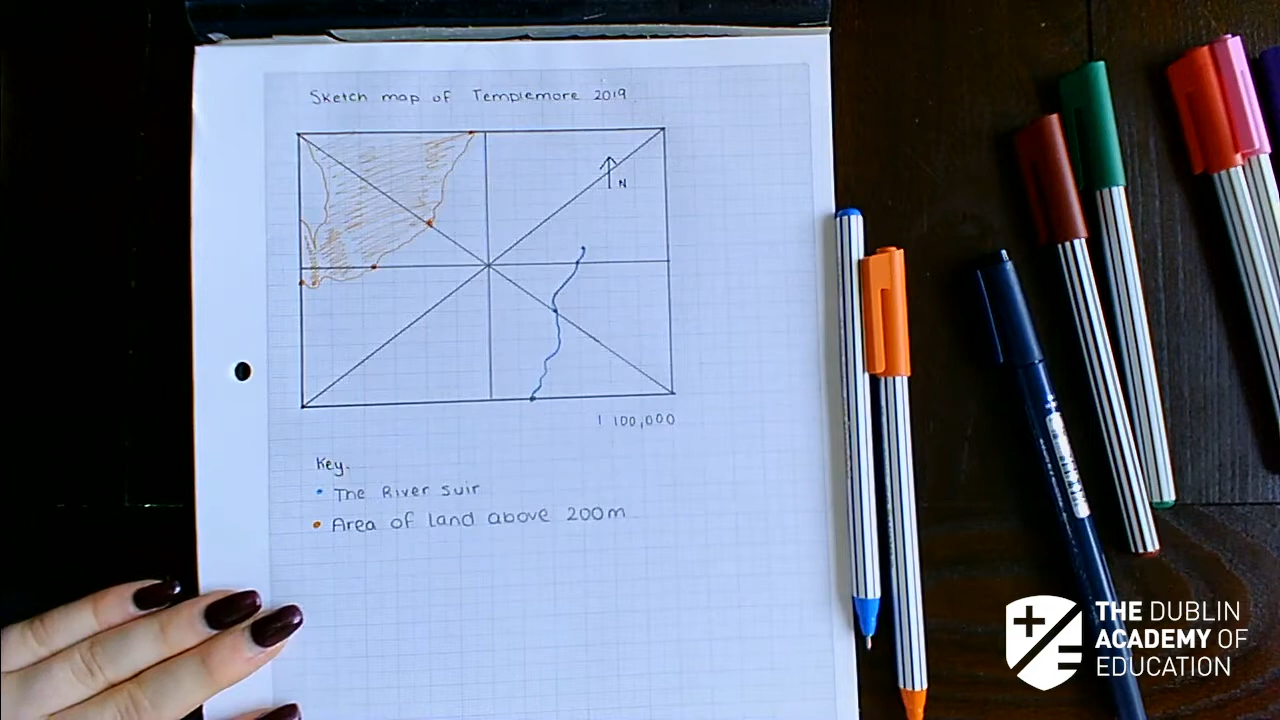 Sketch map of Templemore 2019
N
1 100,000
Key.
The River suir
Area of land above 200m
THE DUBLIN
ACADEMY OF
EDUCATION